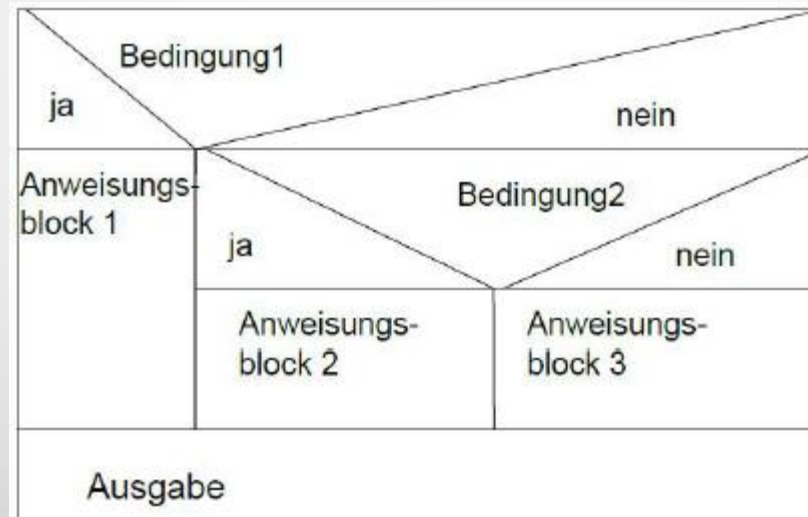 Bedingung1
ja
nein
Anweisungs-
block 1
Bedingung2
ja
nein
Anweisungs-
block 2
Anweisungs-
block 3
Ausgabe